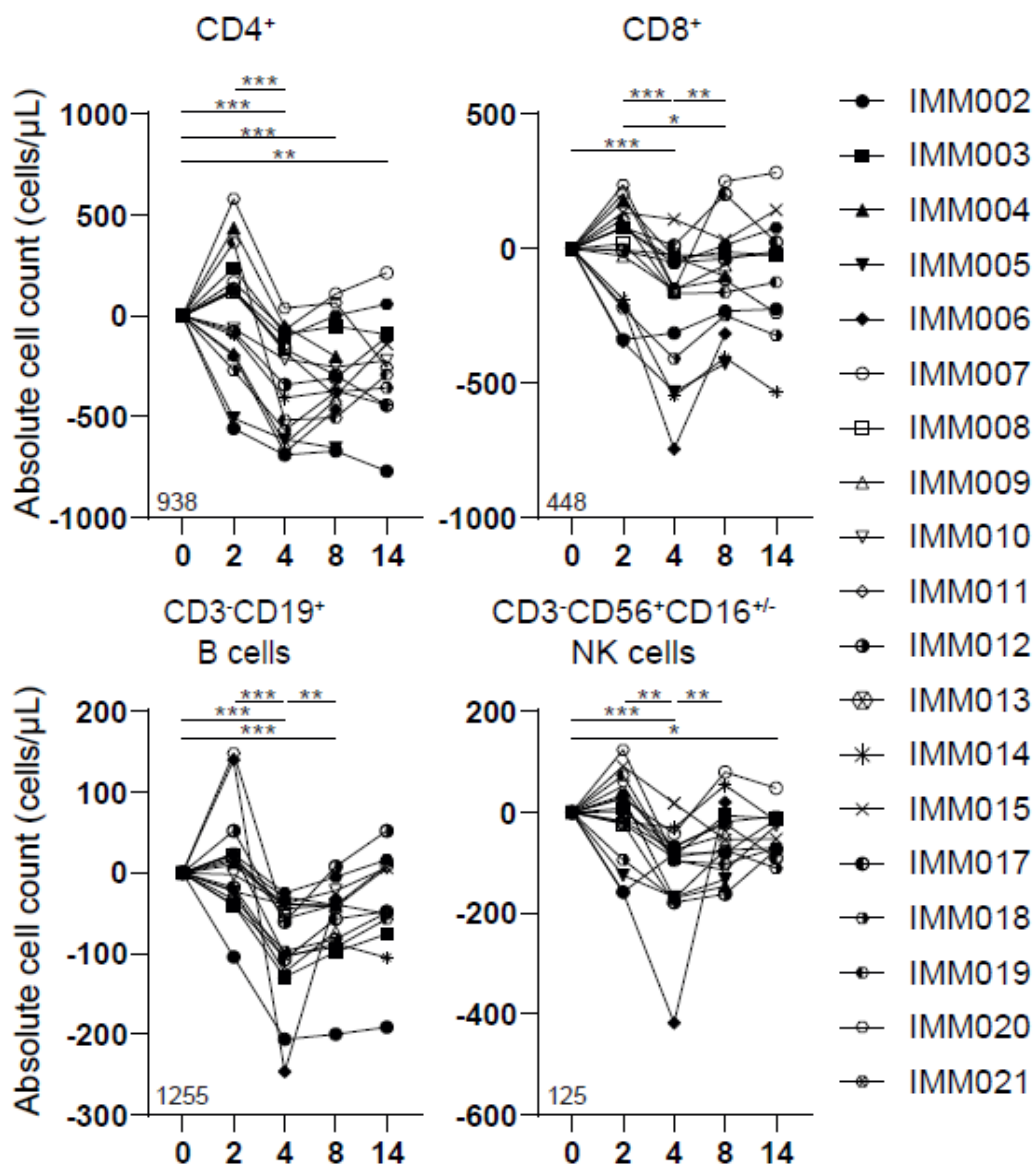 CD4⁺
CD8⁺
Absolute cell count (cells/µL)
1000
500
0
-500
-1000
***
***
***
**
938
0 2 4 8 14
500
0
-500
-1000
*** **
*
***
448
0 2 4 8 14
CD3⁻CD19⁺
B cells
CD3⁻CD56⁺CD16⁺/⁻
NK cells
Absolute cell count (cells/µL)
200
100
0
-100
-200
-300
*** **
***
***
1255
0 2 4 8 14
200
0
-200
-400
-600
** **
***
*
125
0 2 4 8 14
IMM002
IMM003
IMM004
IMM005
IMM006
IMM007
IMM008
IMM009
IMM010
IMM011
IMM012
IMM013
IMM014
IMM015
IMM017
IMM018
IMM019
IMM020
IMM021